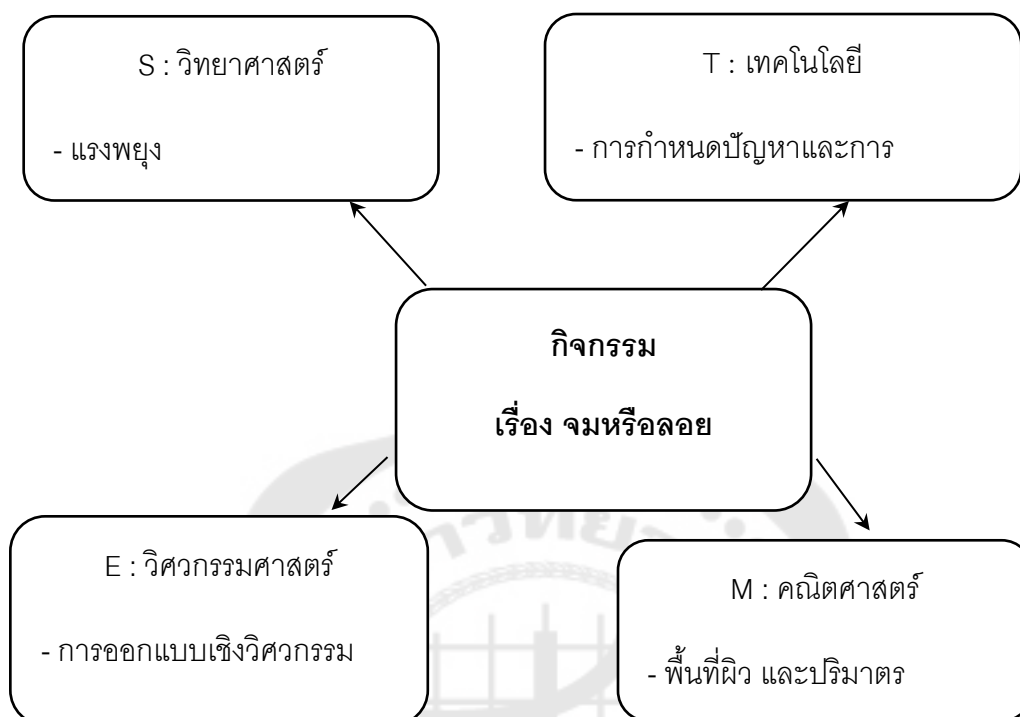 S : วิทยาศาสตร์
- แรงพยุง
T : เทคโนโลยี
- การกำหนดปัญหาและการ
กิจกรรม
เรื่อง จมหรือลอย
E : วิศวกรรมศาสตร์
- การออกแบบเชิงวิศวกรรม
M : คณิตศาสตร์
- พื้นที่ผิว และปริมาตร